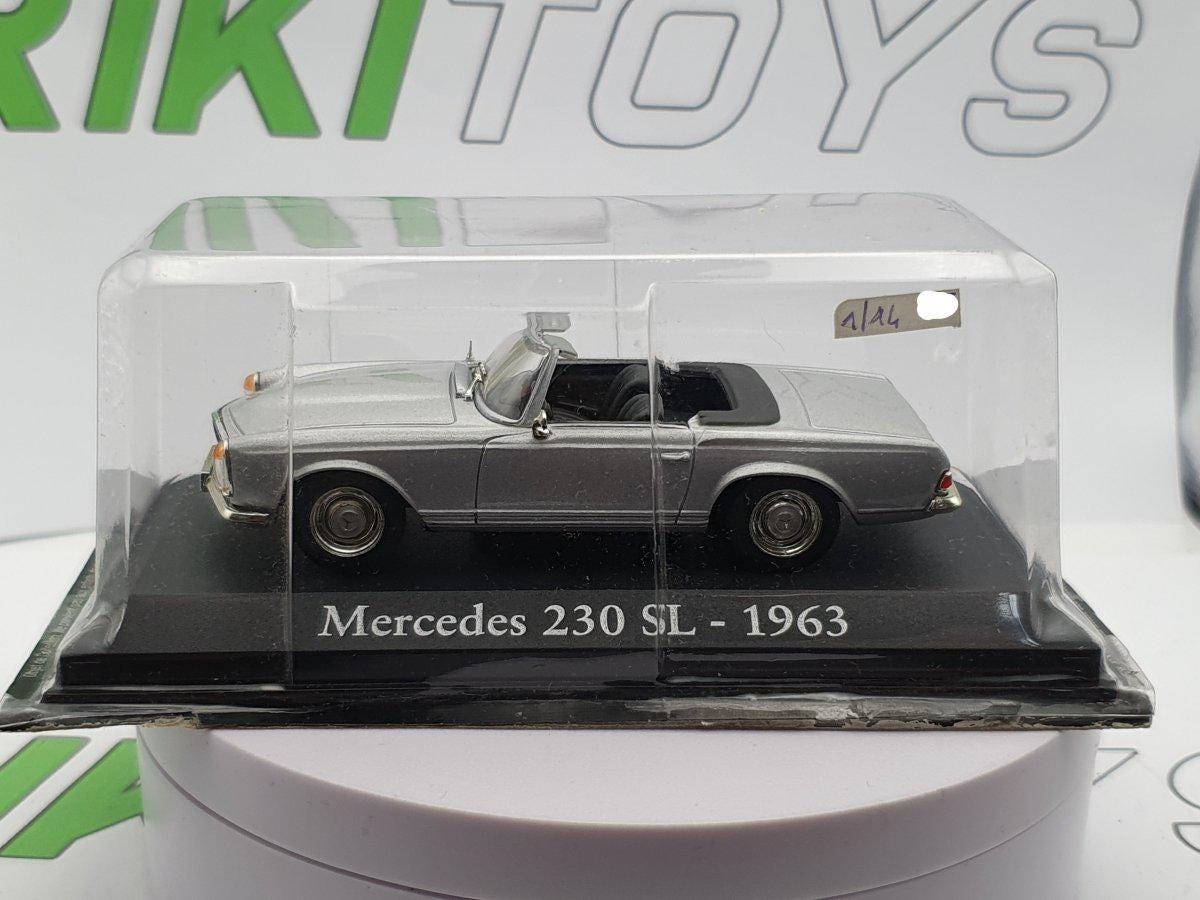 RIKITOYS
1/14
Mercedes 230 SL - 1963